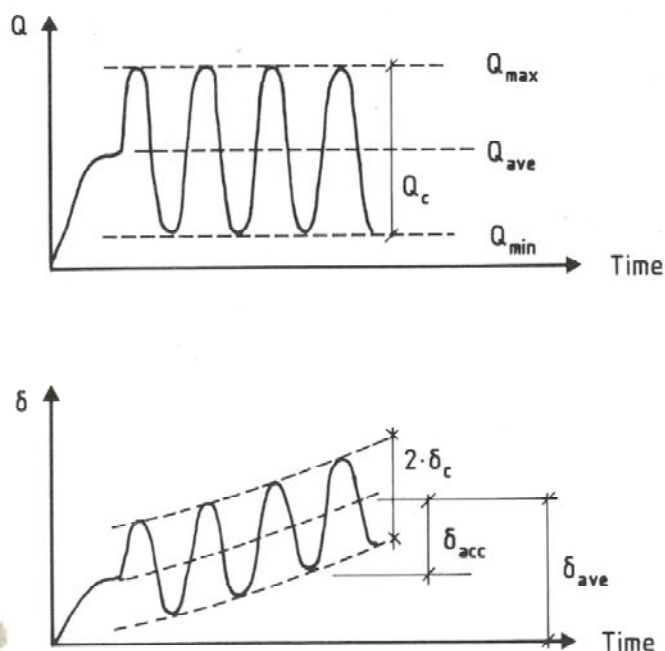 Q
Q_max
Q_ave
Q_c
Q_min
Time
δ
2·δ_c
δ_acc
δ_ave
Time